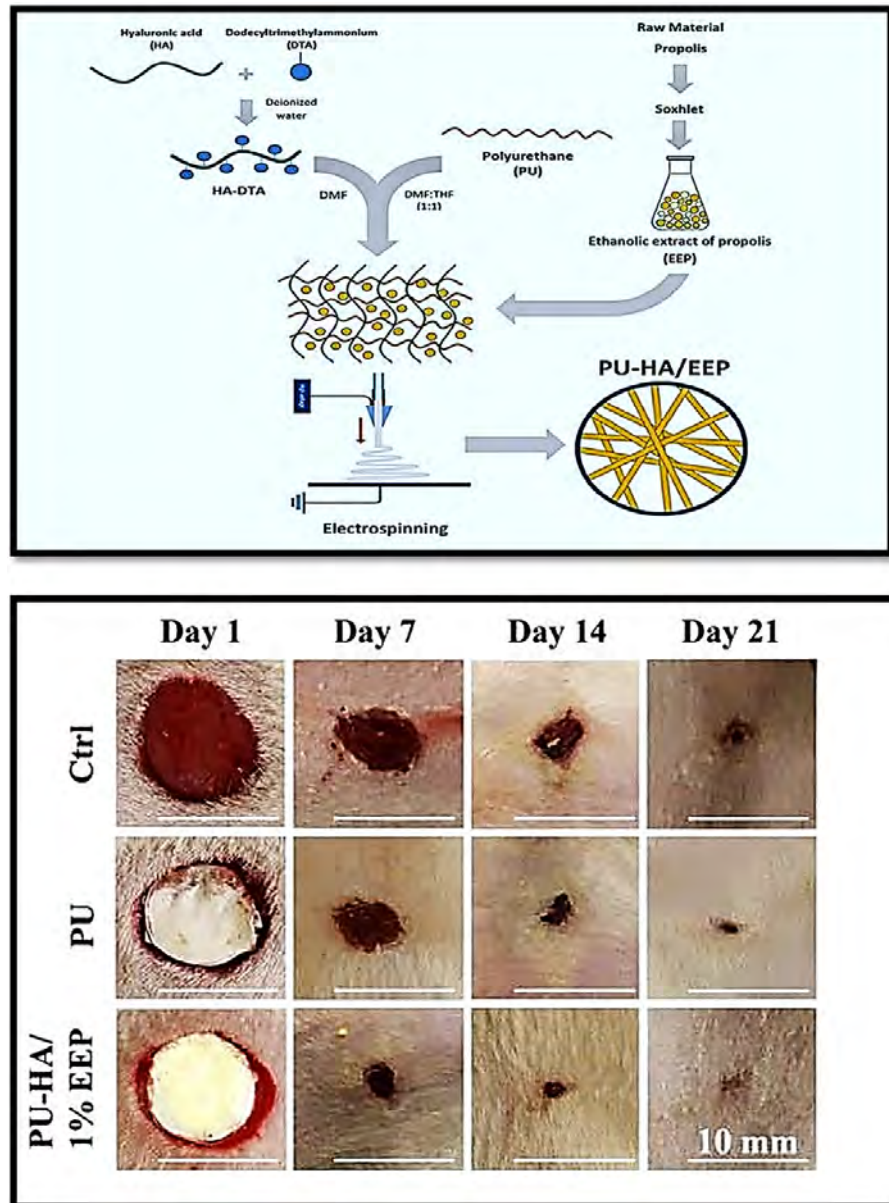 Hyaluronic acid
(HA)
+
Dodecyltrimethylammonium
(DTA)
Deionized
water
HA-DTA
DMF
DMF:THF
(1:1)
Polyurethane
(PU)
Raw Material
Propolis
Soxhlet
Ethanolic extract of propolis
(EEP)
Electrospinning
PU-HA/EEP
Day 1 Day 7 Day 14 Day 21
Ctrl
PU
PU-HA/
1% EEP
10 mm